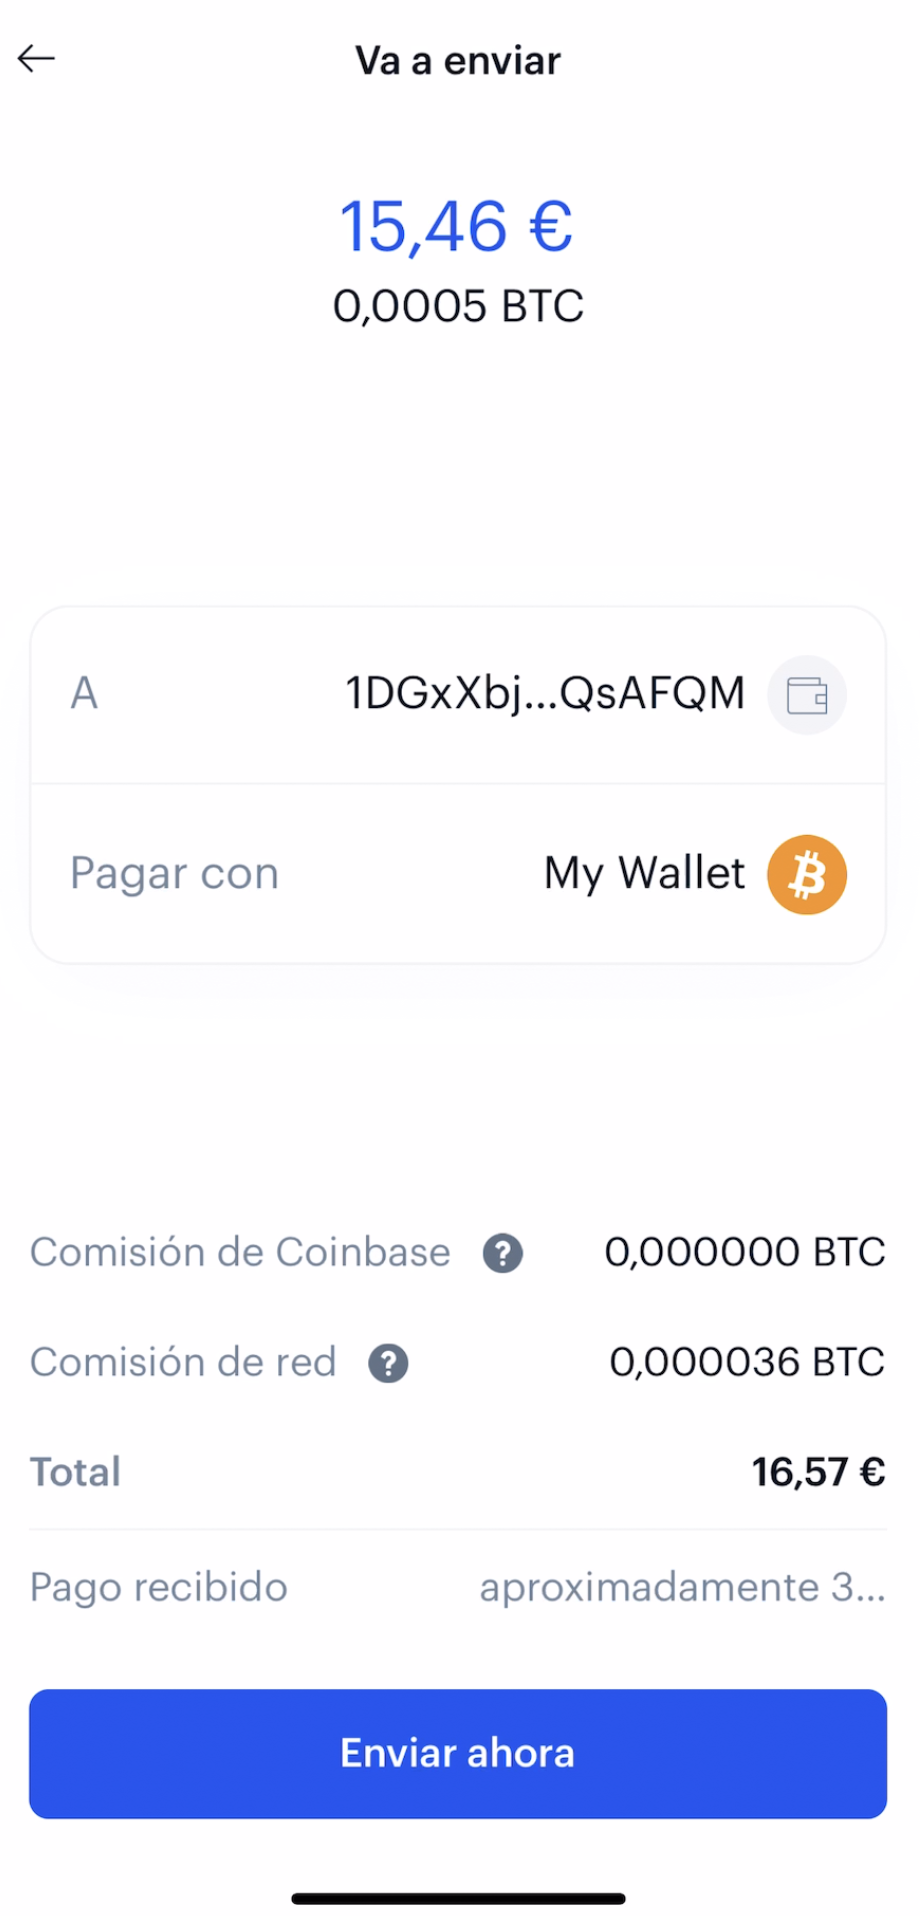 Va a enviar
15,46 €
0,0005 BTC
A 1DGxXbj...QsAFQM
Pagar con My Wallet
Comisión de Coinbase ? 0,000000 BTC
Comisión de red ? 0,000036 BTC
Total 16,57 €
Pago recibido aproximadamente 3...
Enviar ahora